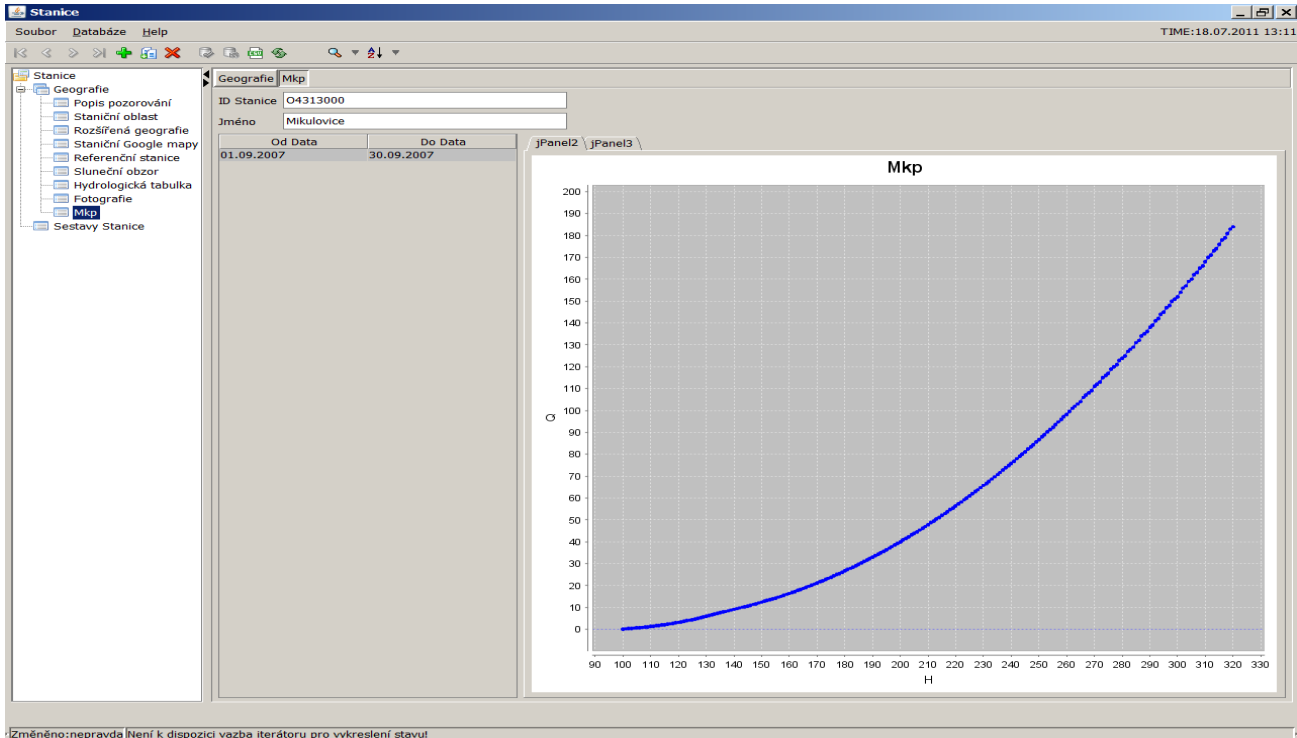 Stanice
Soubor Databáze Help TIME:18.07.2011 13:11
Stanice
Geografie
Popis pozorování
Staniční oblast
Rozšířená geografie
Staniční Google mapy
Referenční stanice
Sluneční obzor
Hydrologická tabulka
Fotografie
Mkp
Sestavy Stanice
Geografie Mkp
ID Stanice O4313000
Jméno Mikulovice
Od Data Do Data
01.09.2007 30.09.2007
jPanel2 jPanel3
Mkp
200
190
180
170
160
150
140
130
120
110
100
90
80
70
60
50
40
30
20
10
0
Q
90 100 110 120 130 140 150 160 170 180 190 200 210 220 230 240 250 260 270 280 290 300 310 320 330
H
Změněno:nepravda Není k dispozici vazba iterátoru pro vykreslení stavu!